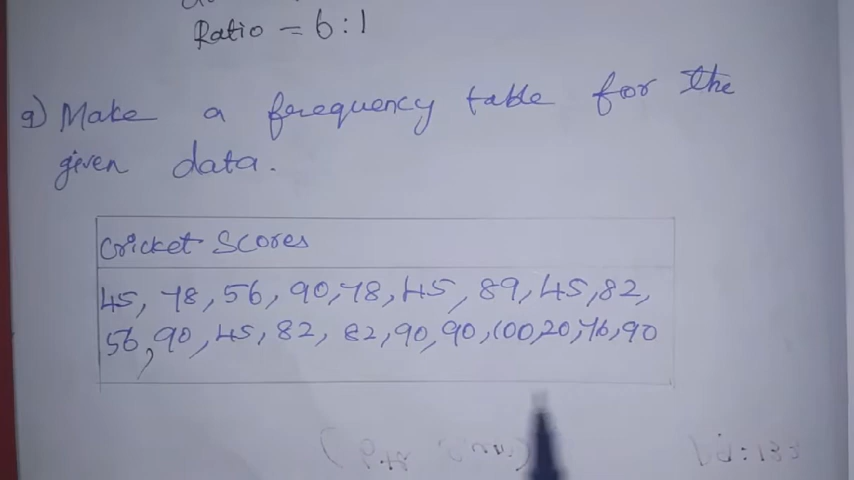 Ratio = 6:1
9) Make a frequency table for the
given data.
Cricket Scores
45, 78, 56, 90, 78, 45, 89, 45, 82,
56, 90, 45, 82, 82, 90, 90, 100, 20, 76, 90